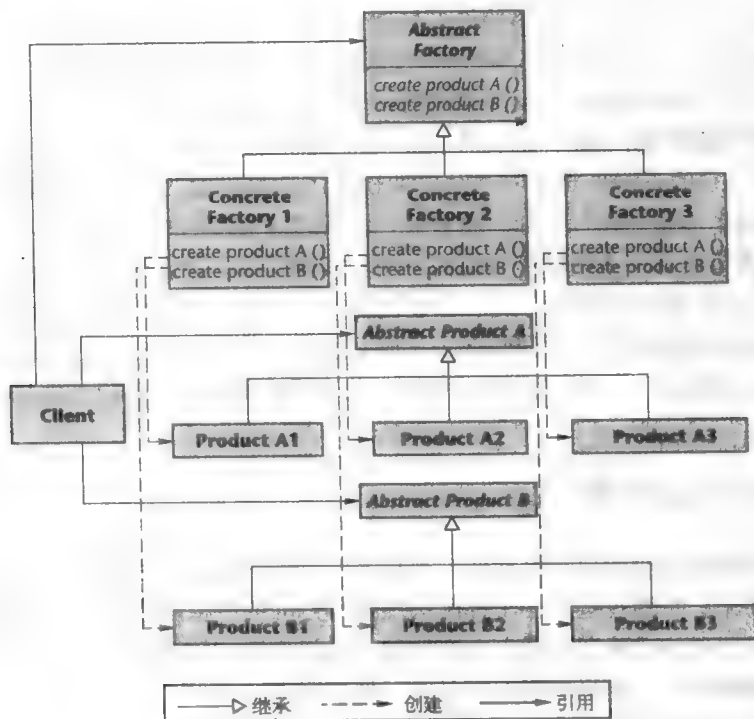 Abstract
Factory
create product A ()
create product B ()
Concrete
Factory 1
create product A ()
create product B ()
Concrete
Factory 2
create product A ()
create product B ()
Concrete
Factory 3
create product A ()
create product B ()
Abstract Product A
Client
Product A1
Product A2
Product A3
Abstract Product B
Product B1
Product B2
Product B3
继承
创建
引用